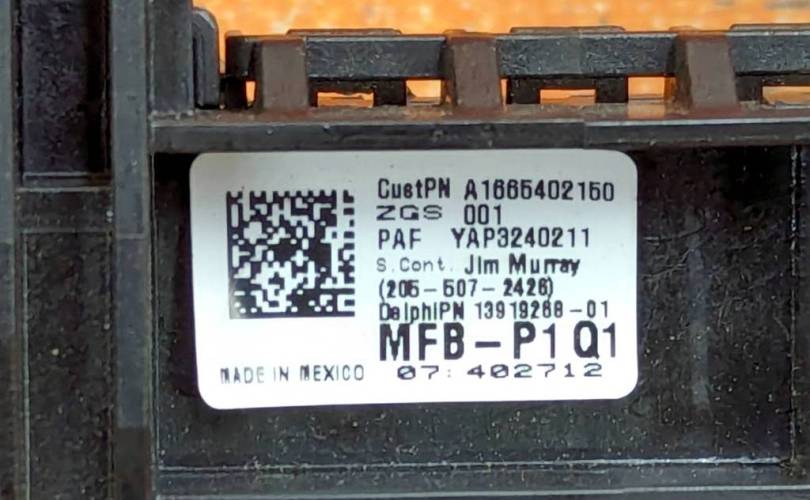 CustPN A1665402150
ZGS 001
PAF YAP3240211
S.Cont. Jim Murray
(205-507-2426)
DelphiPN 13919268-01
MFB-P1Q1
MADE IN MEXICO 07:402712